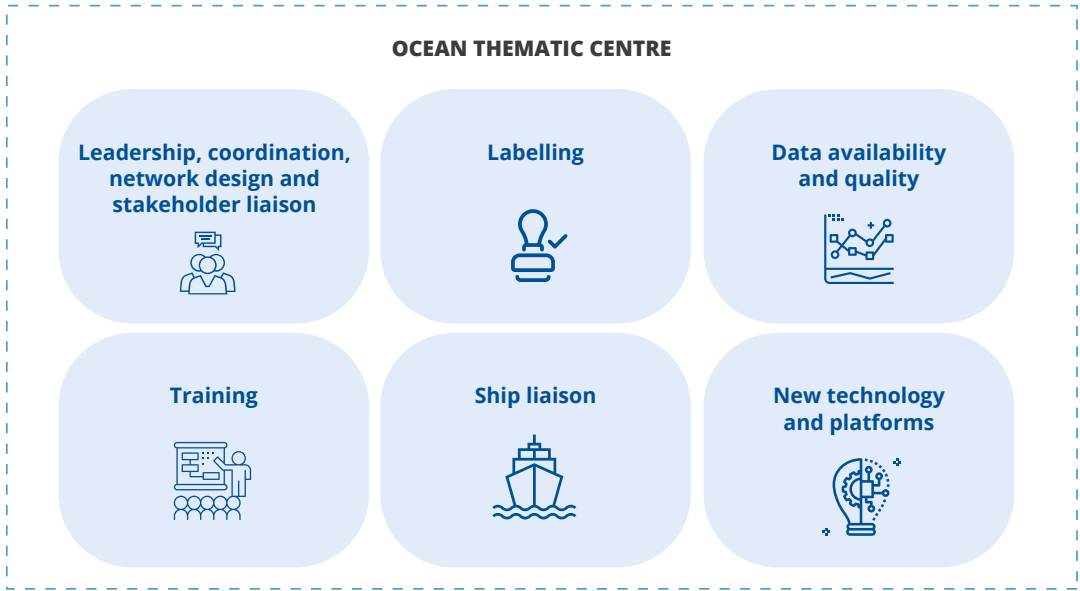 OCEAN THEMATIC CENTRE
Leadership, coordination,
network design and
stakeholder liaison
Labelling
Data availability
and quality
Training
Ship liaison
New technology
and platforms